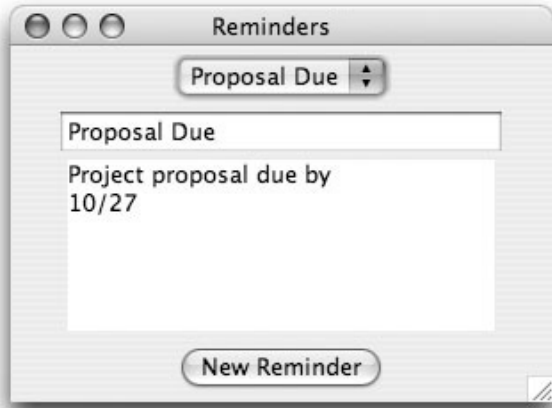 Reminders
Proposal Due
Proposal Due
Project proposal due by
10/27
New Reminder